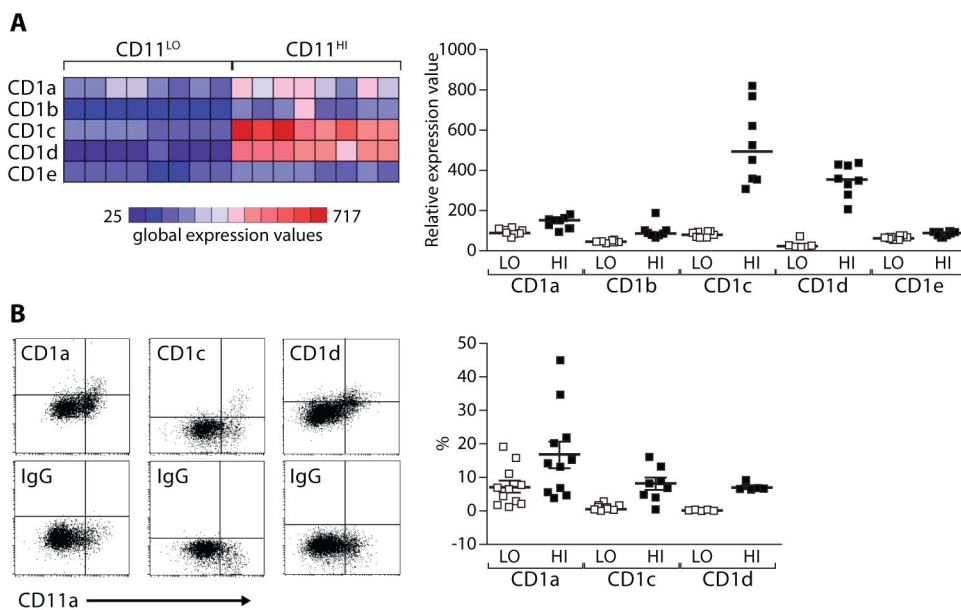 A
CD11LO CD11HI
CD1a
CD1b
CD1c
CD1d
CD1e
25 717
global expression values
Relative expression value
1000
800
600
400
200
0
LO HI LO HI LO HI LO HI LO HI
CD1a CD1b CD1c CD1d CD1e
B
CD1a CD1c CD1d
IgG IgG IgG
CD11a
%
50
40
30
20
10
0
-10
LO HI LO HI LO HI
CD1a CD1c CD1d